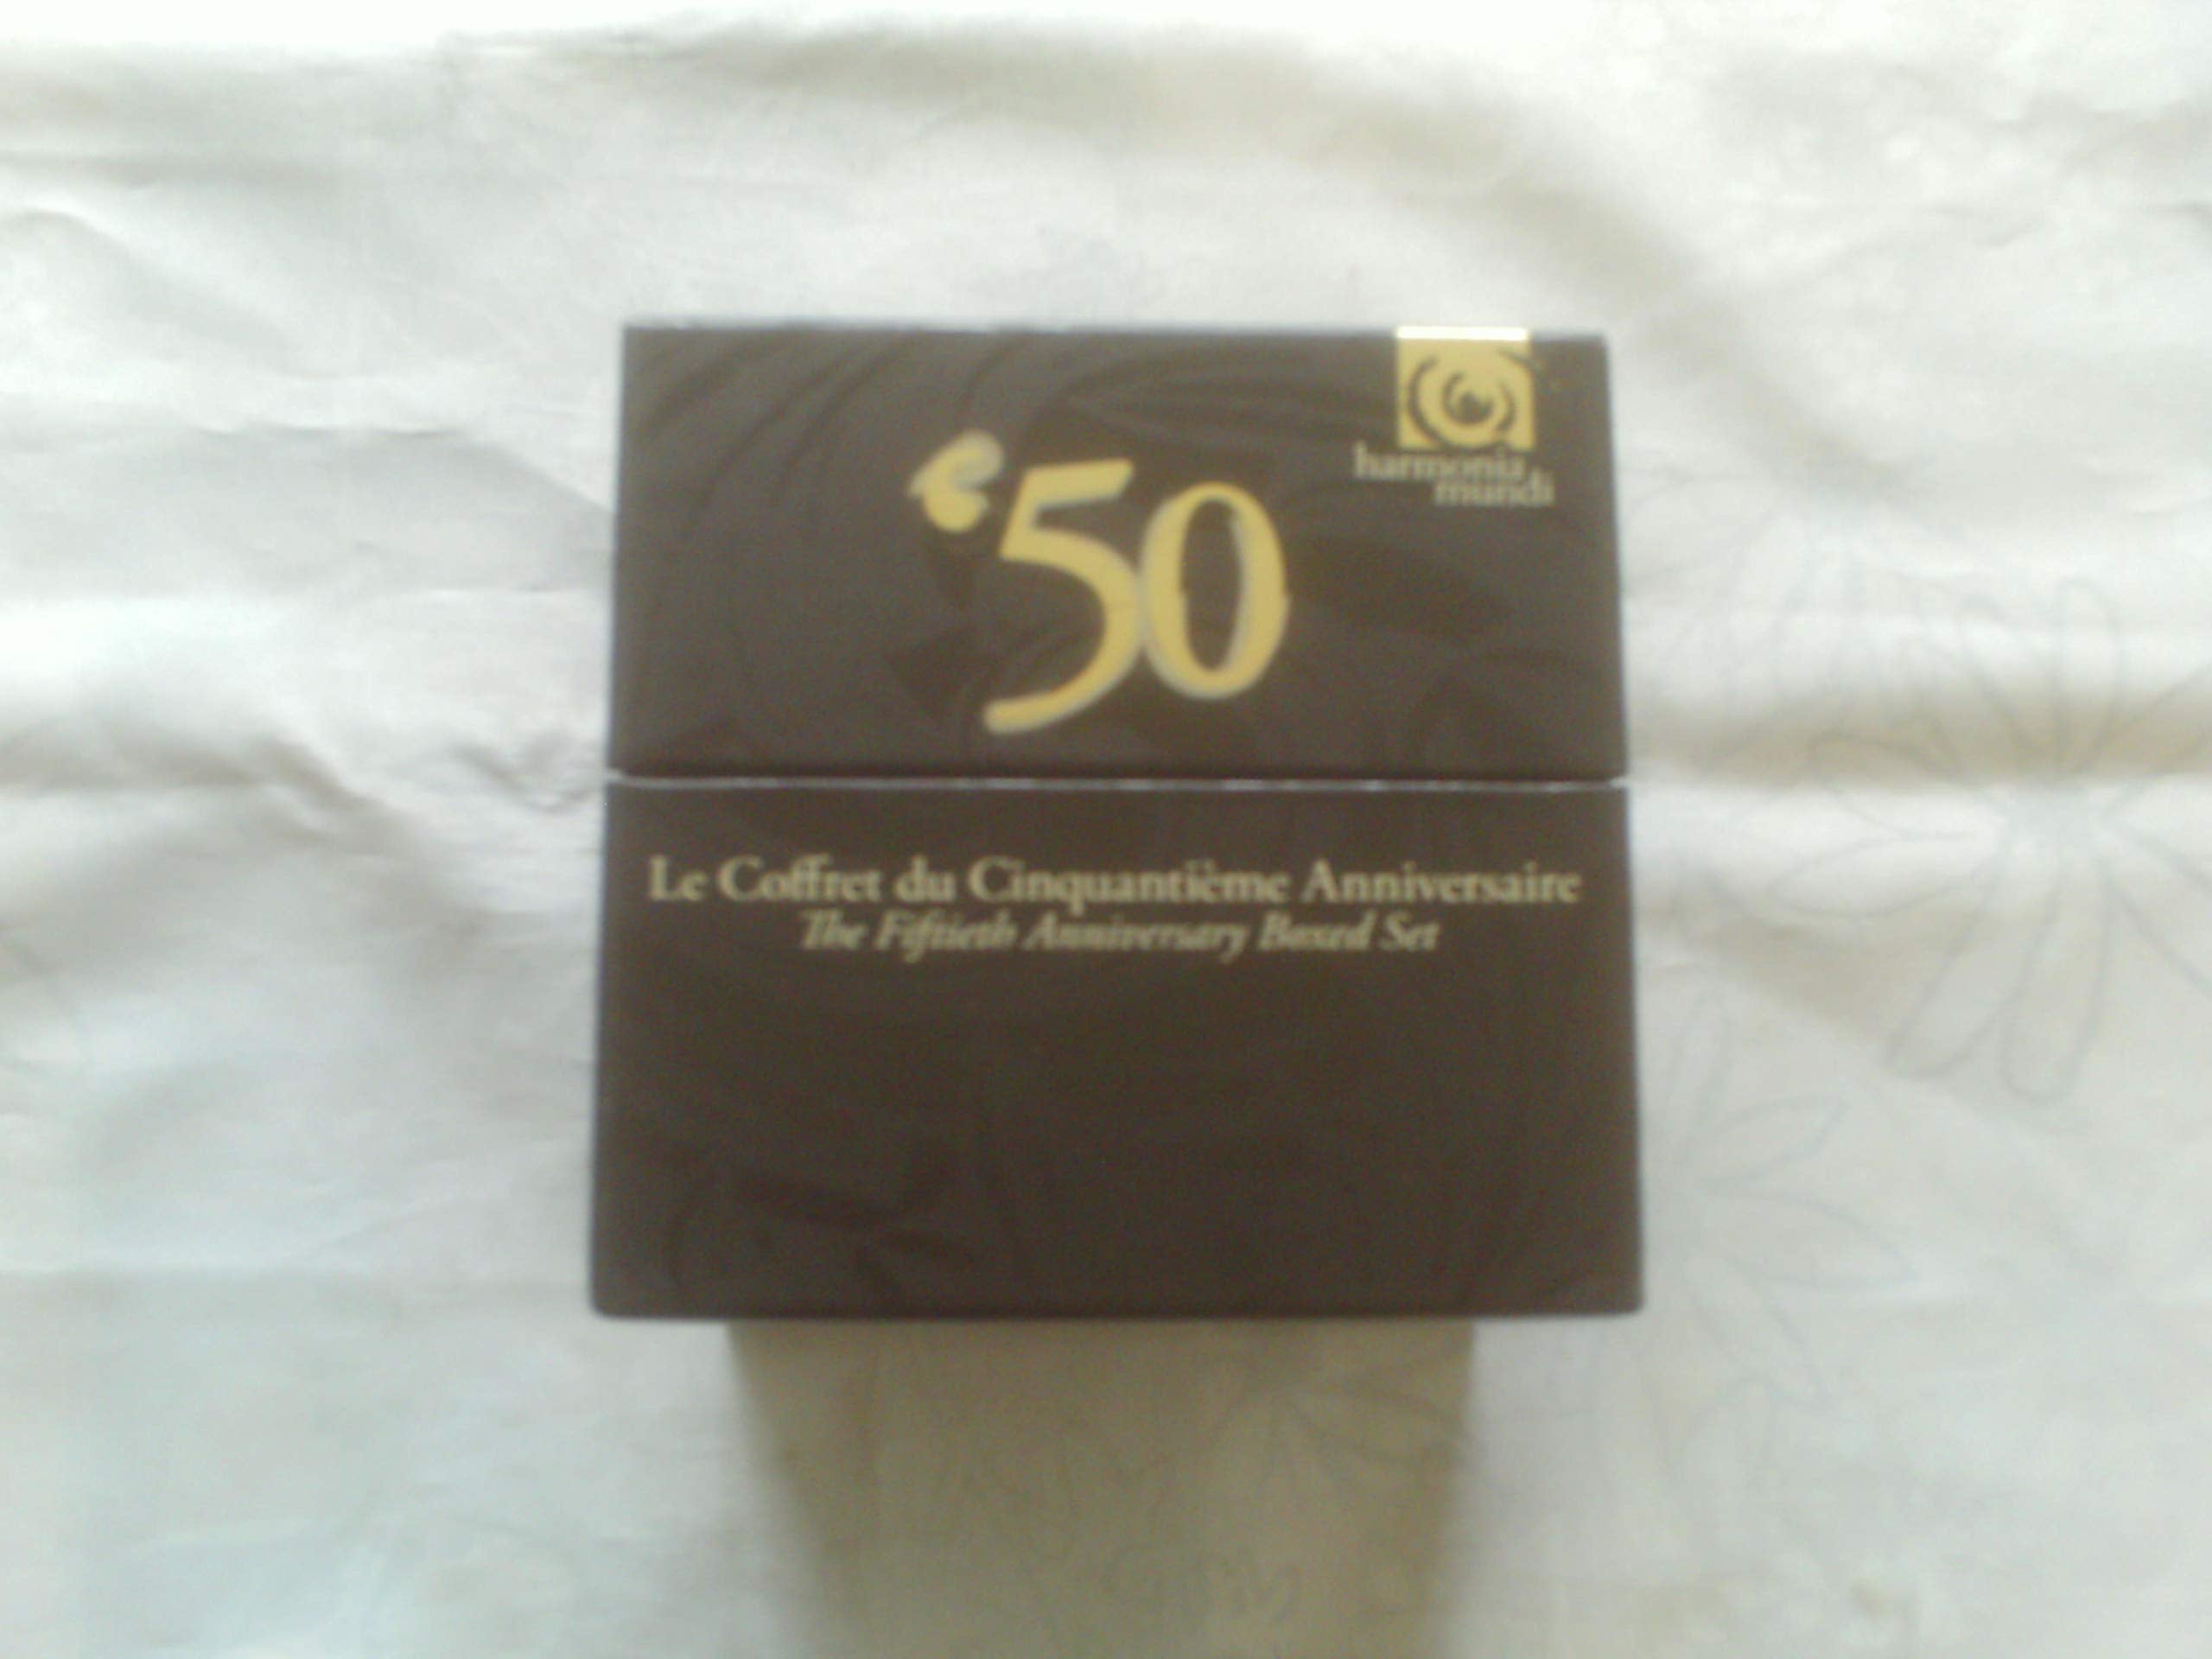 harmonia
mundi
‘50
Le Coffret du Cinquantième Anniversaire
The Fiftieth Anniversary Boxed Set